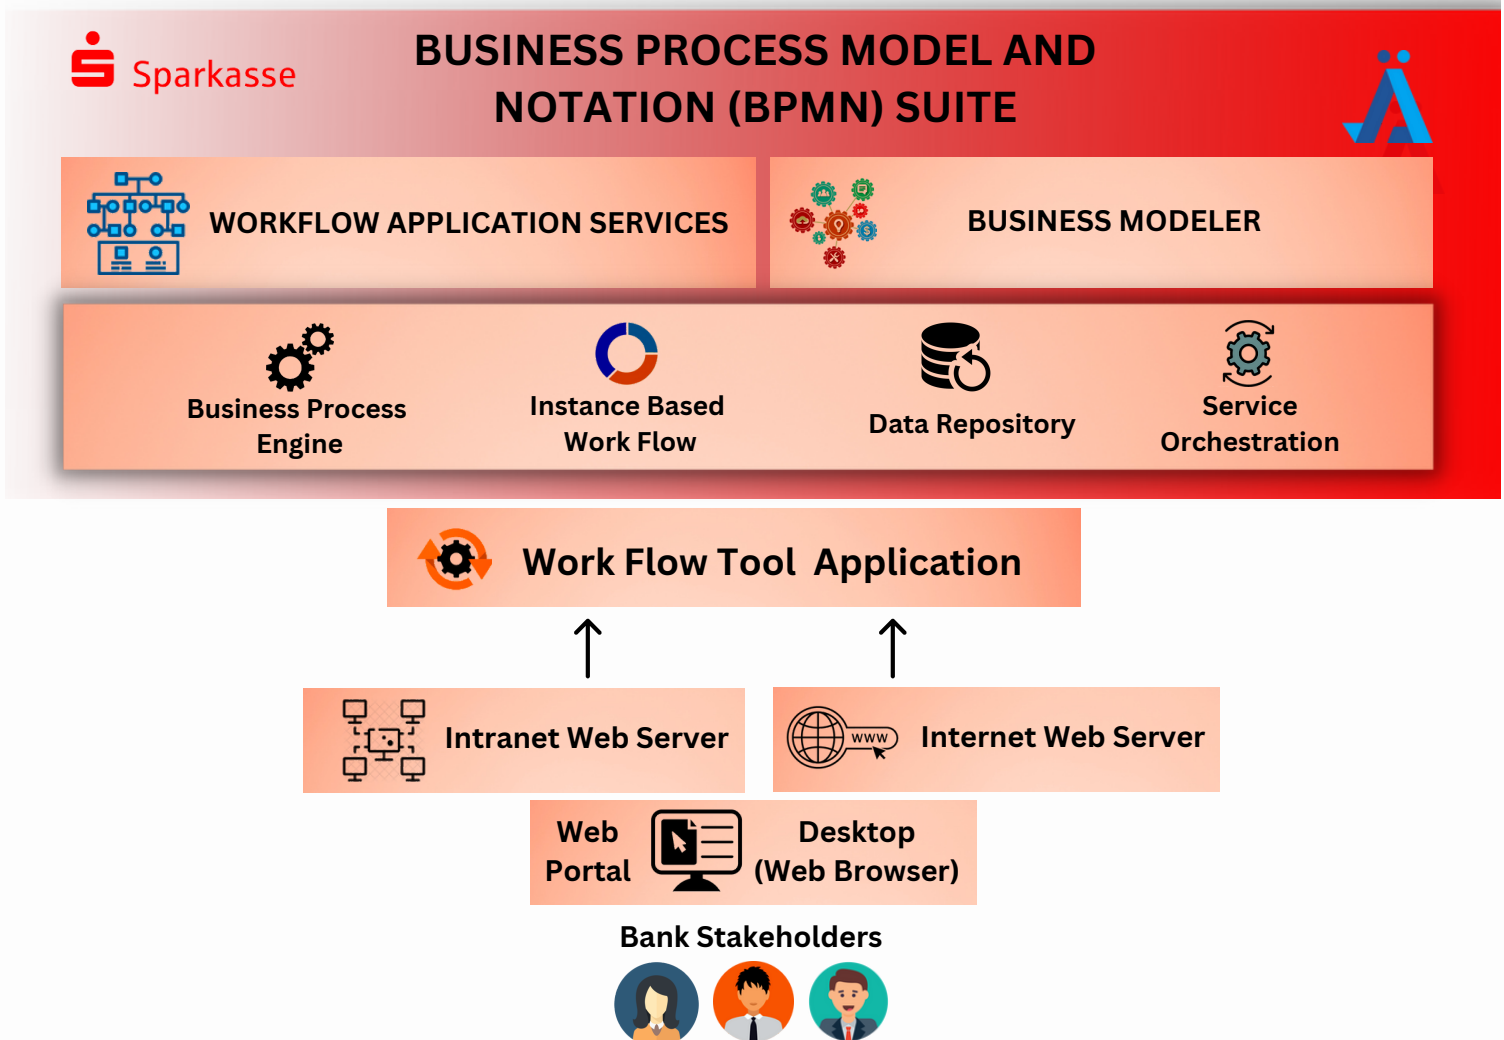 Sparkasse
BUSINESS PROCESS MODEL AND
NOTATION (BPMN) SUITE
WORKFLOW APPLICATION SERVICES
BUSINESS MODELER
Business Process
Engine
Instance Based
Work Flow
Data Repository
Service
Orchestration
Work Flow Tool Application
Intranet Web Server
WWW
Internet Web Server
Web
Portal
Desktop
(Web Browser)
Bank Stakeholders